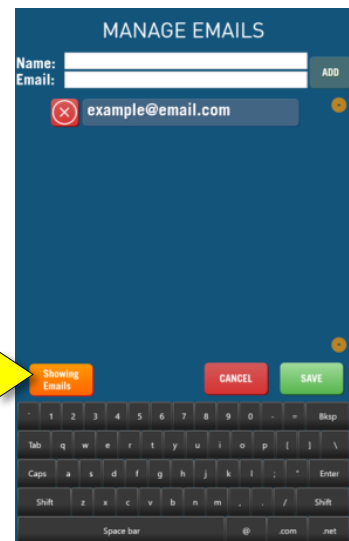 MANAGE EMAILS
Name:
Email:
ADD
example@email.com
Showing
Emails
CANCEL
SAVE
` 1 2 3 4 5 6 7 8 9 0 - = Bksp
Tab q w e r t y u i o p [ ] \
Caps a s d f g h j k l ; ' Enter
Shift z x c v b n m , . / Shift
Space bar @ .com .net